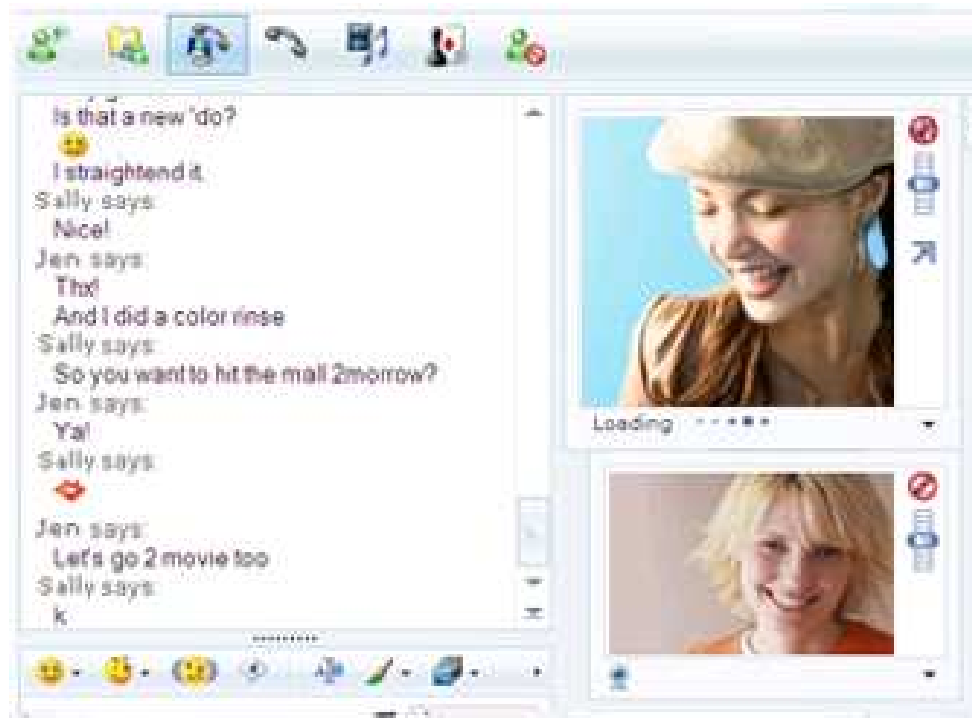 Is that a new 'do?
I straightend it.
Sally says:
Nice!
Jen says:
Thx!
And I did a color rinse
Sally says:
So you want to hit the mall 2morrow?
Jen says:
Ya!
Sally says:
Jen says:
Let's go 2 movie too
Sally says:
k
Loading